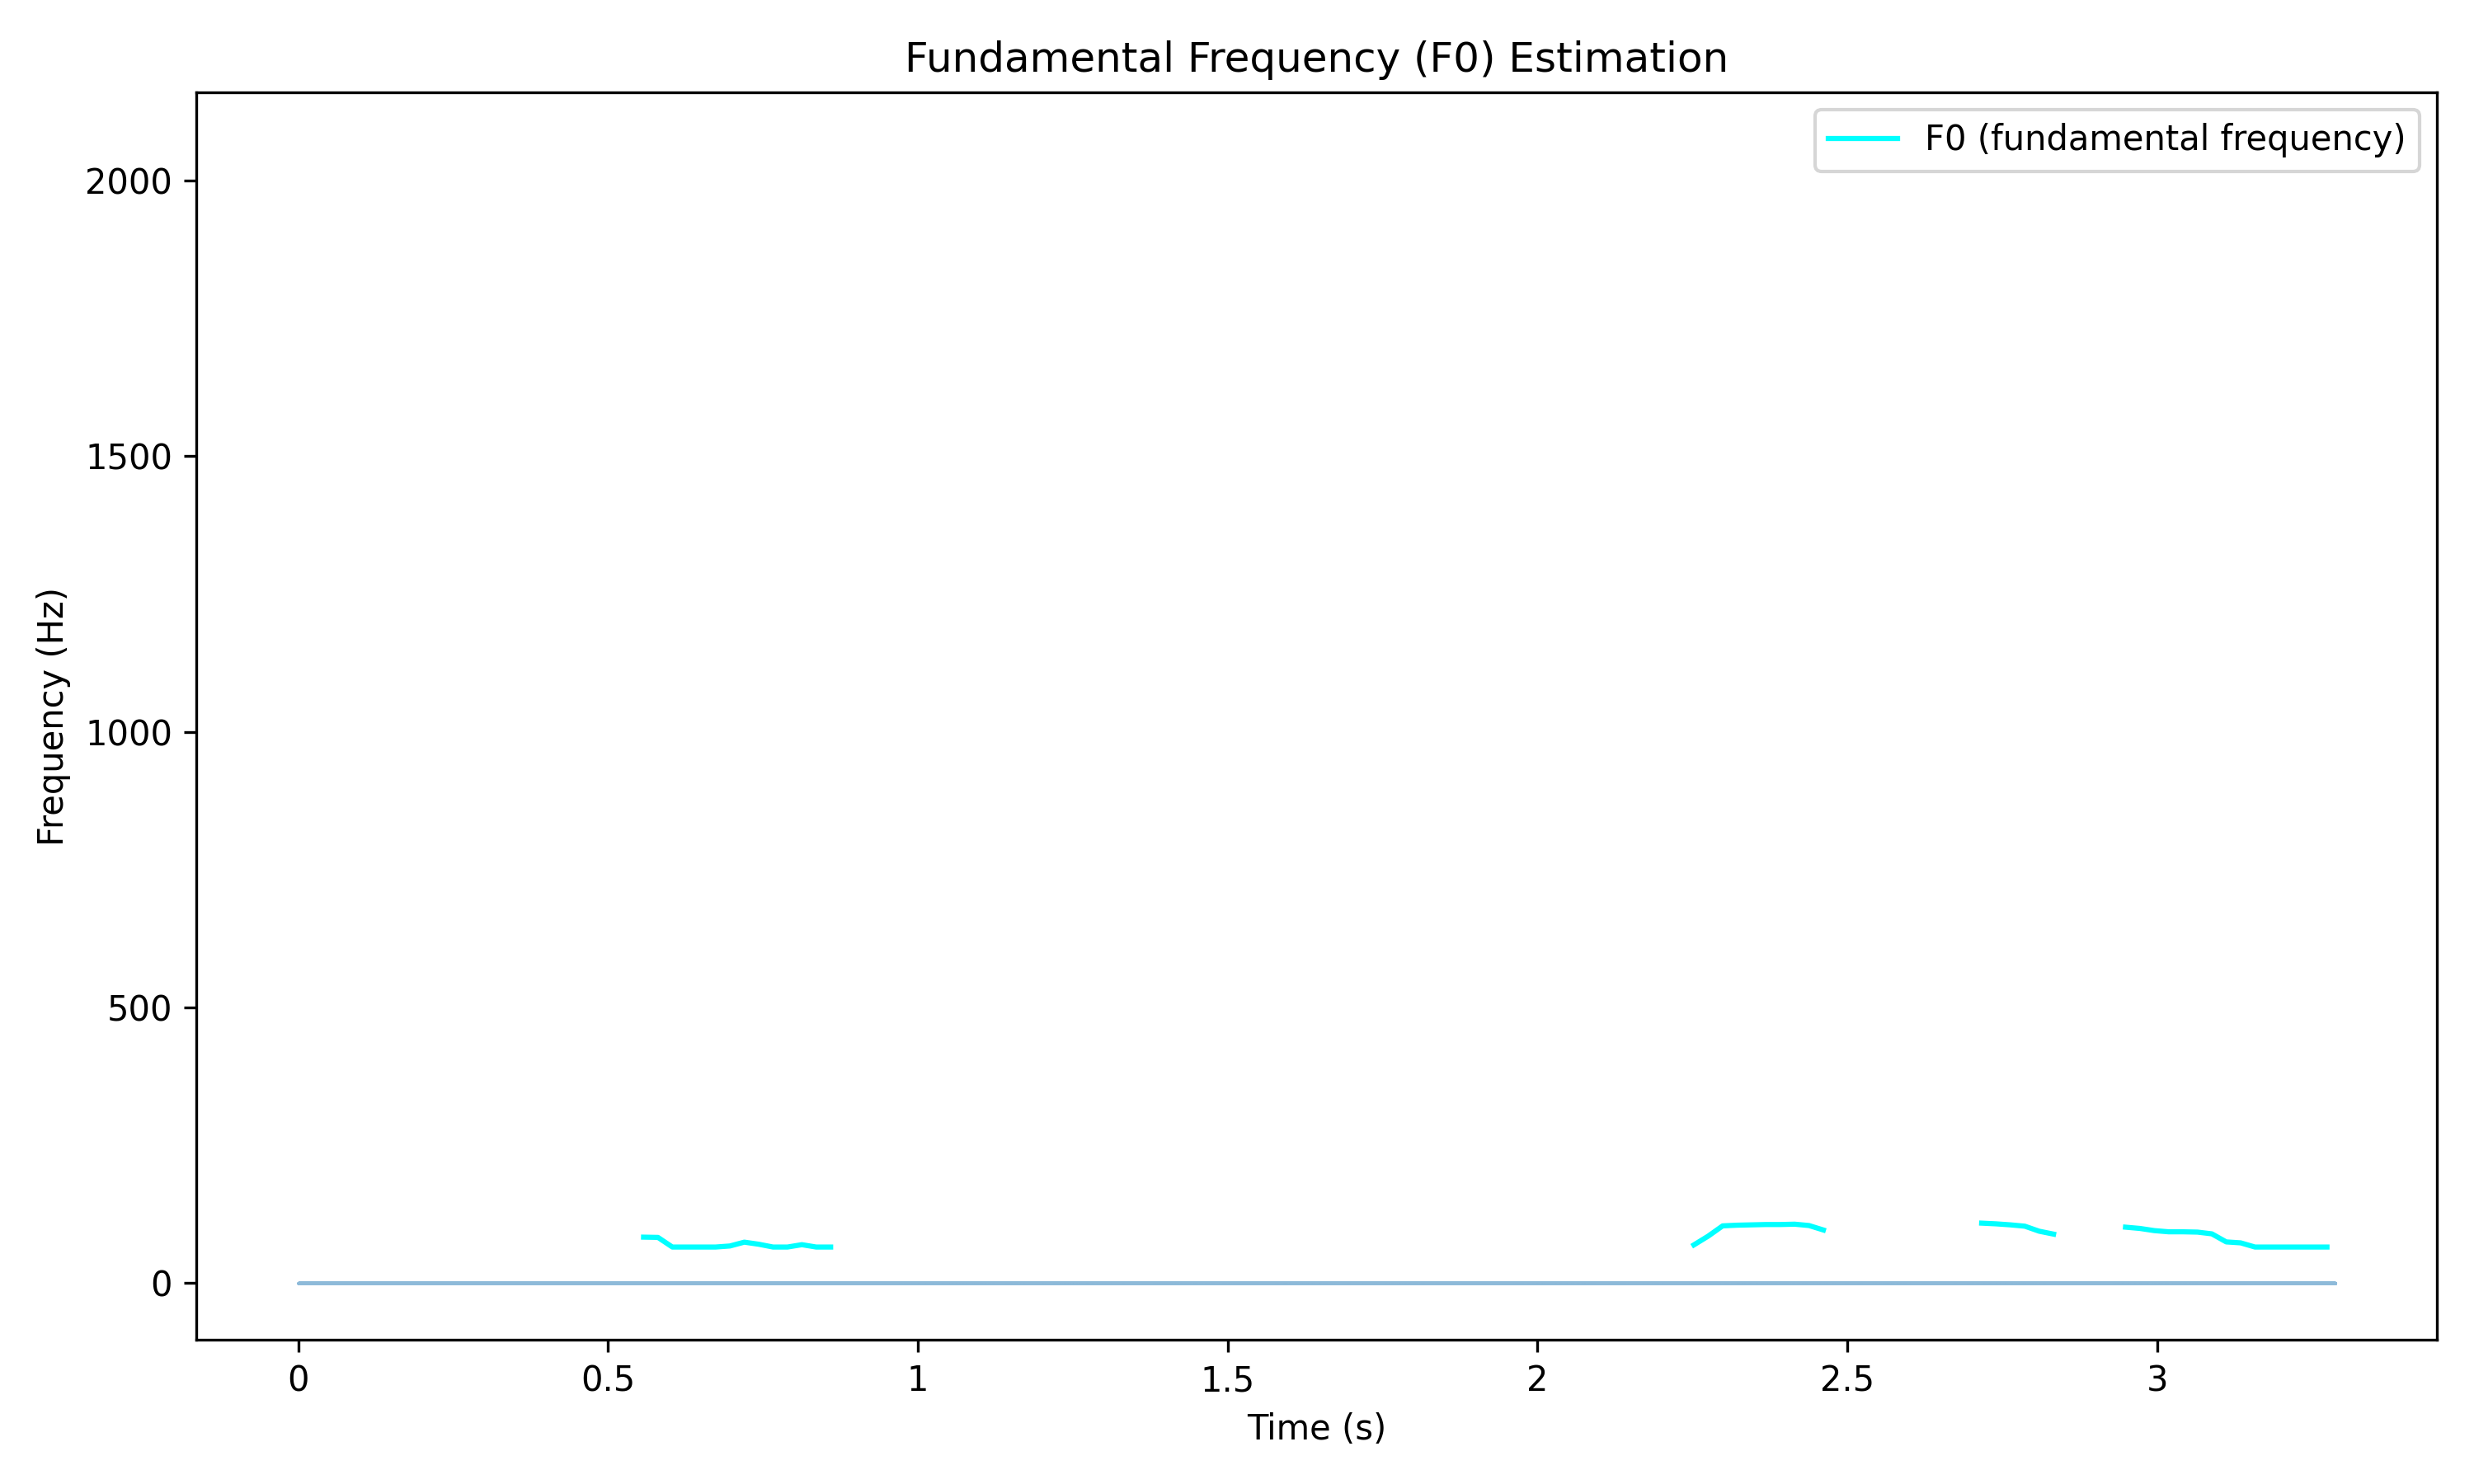 Fundamental Frequency (F0) Estimation
F0 (fundamental frequency)
2000
1500
1000
500
0
Frequency (Hz)
0 0.5 1 1.5 2 2.5 3
Time (s)